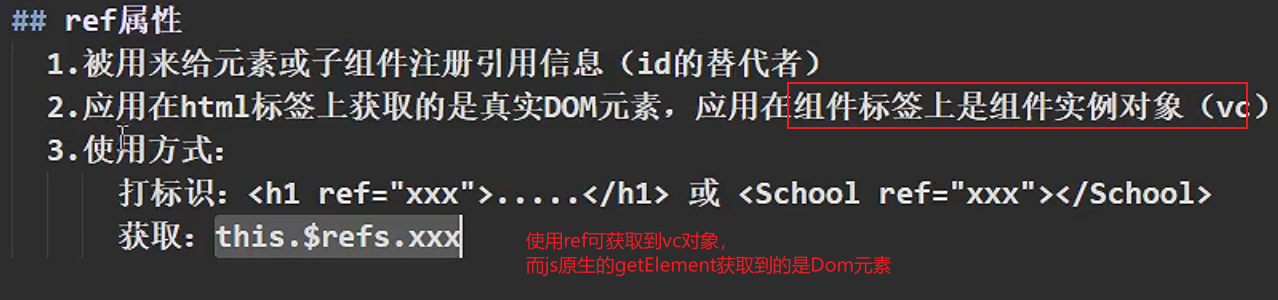 ## ref属性
1.被用来给元素或子组件注册引用信息（id的替代者）
2.应用在html标签上获取的是真实DOM元素，应用在组件标签上是组件实例对象（vc）
3.使用方式：
打标识：<h1 ref="xxx">.....</h1> 或 <School ref="xxx"></School>
获取：this.$refs.xxx
使用ref可获取到vc对象，
而js原生的getElement获取到的是Dom元素